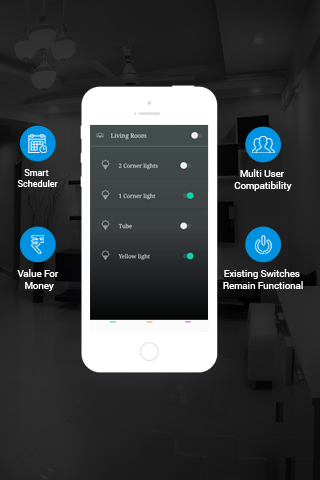 Living Room
2 Corner lights
1 Corner light
Tube
Yellow light
Smart
Scheduler
Multi User
Compatibility
Value For
Money
Existing Switches
Remain Functional